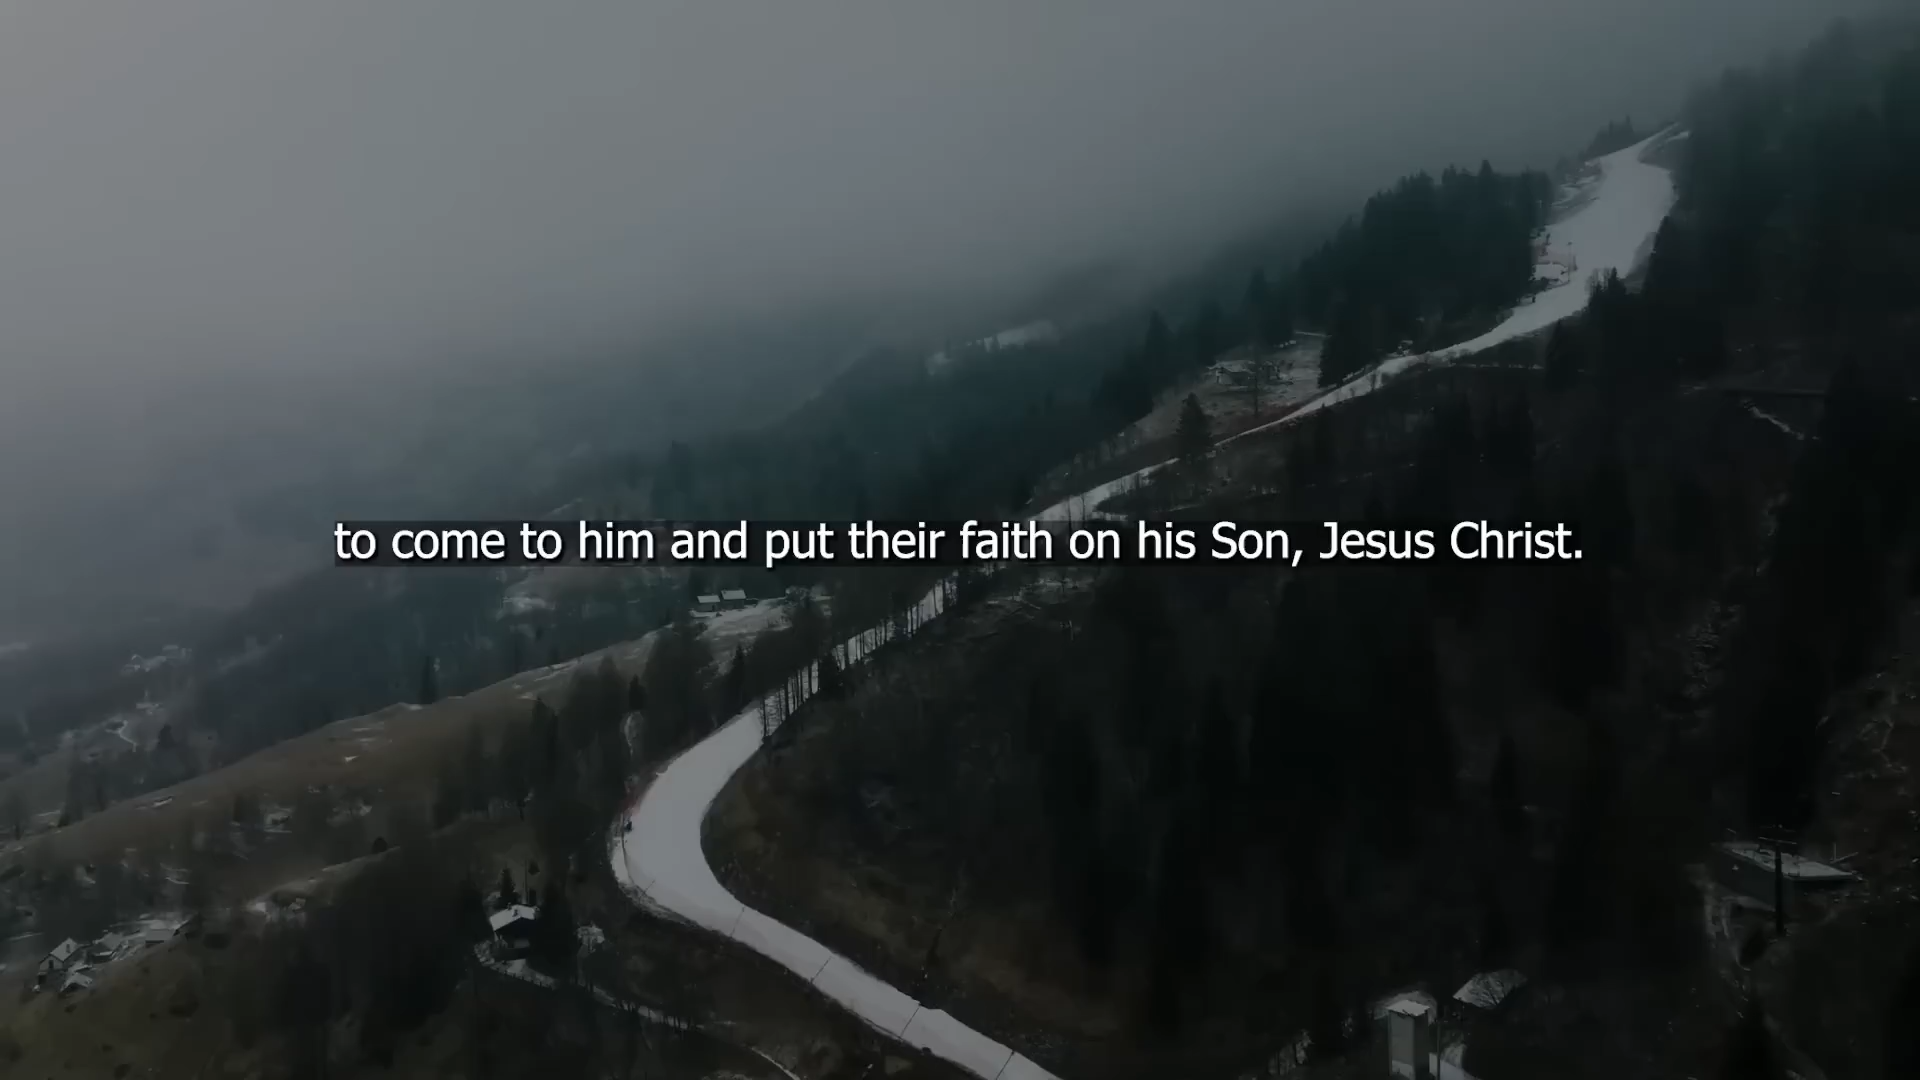 to come to him and put their faith on his Son, Jesus Christ.